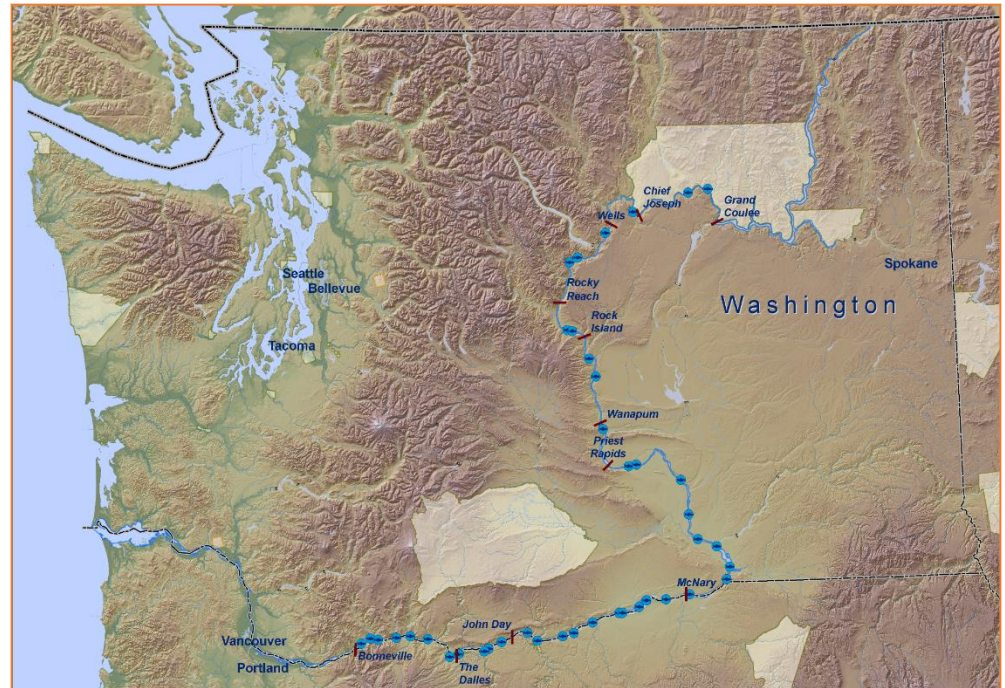 Chief
Joseph
Grand
Coulee
Wells
Spokane
Seattle
Bellevue
Rocky
Reach
Washington
Rock
Island
Tacoma
Wanapum
Priest
Rapids
McNary
John Day
Vancouver
Bonneville
Portland
The
Dalles